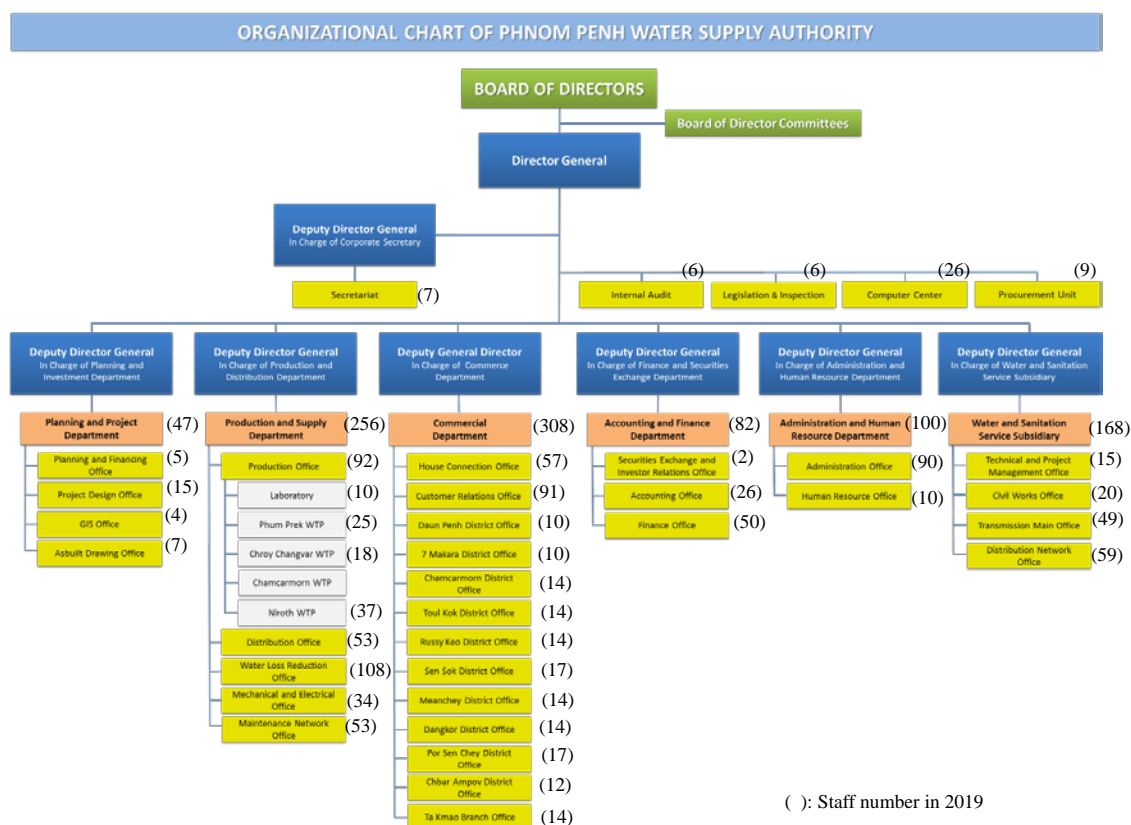 ORGANIZATIONAL CHART OF PHNOM PENH WATER SUPPLY AUTHORITY
BOARD OF DIRECTORS
Board of Director Committees
Director General
Deputy Director General
In Charge of Corporate Secretary
Secretariat (7)
(6)
Internal Audit
(6)
Legislation & Inspection
(26)
Computer Center
(9)
Procurement Unit
Deputy Director General
In Charge of Planning and
Investment Department
Planning and Project
Department
(47)
Planning and Financing
Office
(5)
Project Design Office (15)
GIS Office (4)
Asbuilt Drawing Office (7)
Deputy Director General
In Charge of Production and
Distribution Department
Production and Supply
Department
(256)
Production Office (92)
Laboratory (10)
Phum Prek WTP (25)
Chroy Changvar WTP (18)
Chamcarmorn WTP
Niroth WTP (37)
Distribution Office (53)
Water Loss Reduction
Office
(108)
Mechanical and Electrical
Office
(34)
Maintenance Network
Office
(53)
Deputy General Director
In Charge of Commerce
Department
Commercial
Department
(308)
House Connection Office (57)
Customer Relations Office (91)
Daun Penh District Office (10)
7 Makara District Office (10)
Chamcarmorn District
Office
(14)
Toul Kok District Office (14)
Russy Keo District Office (14)
Sen Sok District Office (17)
Meanchey District Office (14)
Dangkor District Office (14)
Por Sen Chey District
Office
(17)
Chbar Ampov District
Office
(12)
Ta Kmao Branch Office (14)
Deputy Director General
In Charge of Finance and Securities
Exchange Department
Accounting and Finance
Department
(82)
Securities Exchange and
Investor Relations Office
(2)
Accounting Office (26)
Finance Office (50)
Deputy Director General
In Charge of Administration and
Human Resource Department
Administration and Human
Resource Department
(100)
Administration Office (90)
Human Resource Office (10)
Deputy Director General
In Charge of Water and Sanitation
Service Subsidiary
Water and Sanitation
Service Subsidiary
(168)
Technical and Project
Management Office
(15)
Civil Works Office (20)
Transmission Main Office (49)
Distribution Network
Office
(59)
( ): Staff number in 2019